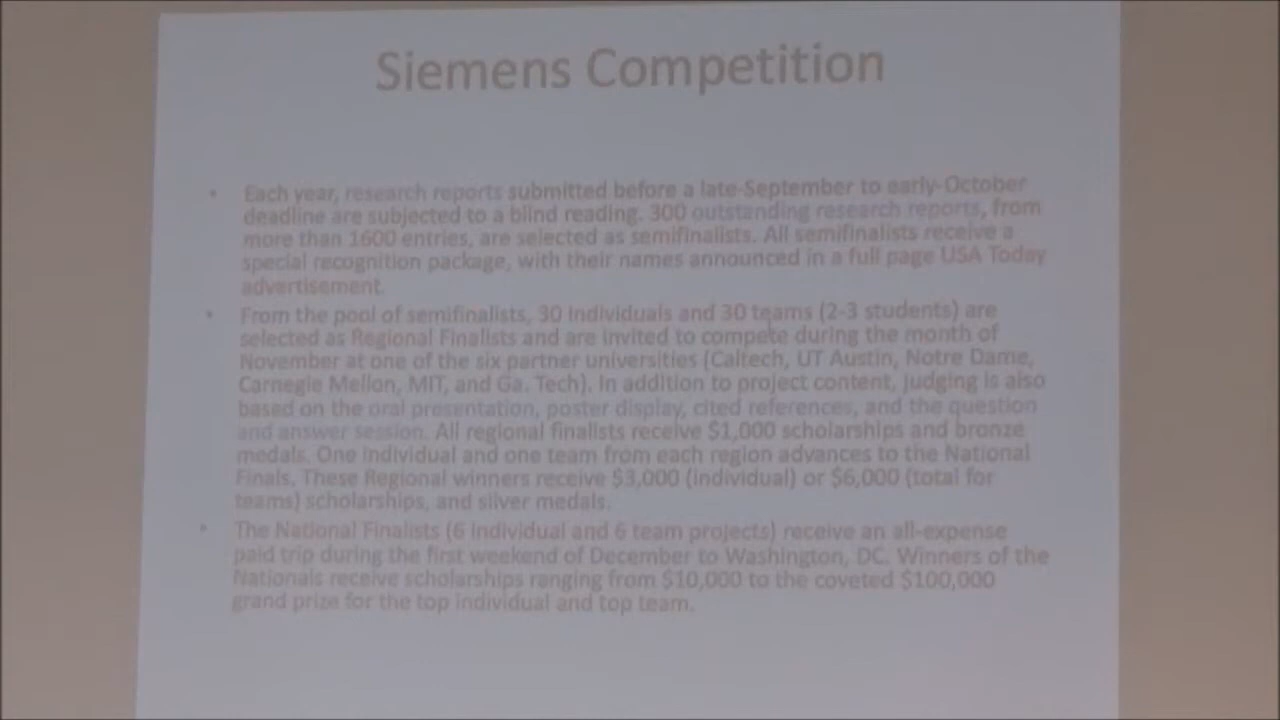 Siemens Competition
• Each year, research reports submitted before a late-September to early-October
deadline are subjected to a blind reading. 300 outstanding research reports, from
more than 1600 entries, are selected as semifinalists. All semifinalists receive a
special recognition package, with their names announced in a full page USA Today
advertisement.
• From the pool of semifinalists, 30 individuals and 30 teams (2-3 students) are
selected as Regional Finalists and are invited to compete during the month of
November at one of the six partner universities (Caltech, UT Austin, Notre Dame,
Carnegie Mellon, MIT, and Ga. Tech). In addition to project content, judging is also
based on the oral presentation, poster display, cited references, and the question
and answer session. All regional finalists receive $1,000 scholarships and bronze
medals. One individual and one team from each region advances to the National
Finals. These Regional winners receive $3,000 (individual) or $6,000 (total for
teams) scholarships, and silver medals.
• The National Finalists (6 individual and 6 team projects) receive an all-expense
paid trip during the first weekend of December to Washington, DC. Winners of the
Nationals receive scholarships ranging from $10,000 to the coveted $100,000
grand prize for the top individual and top team.